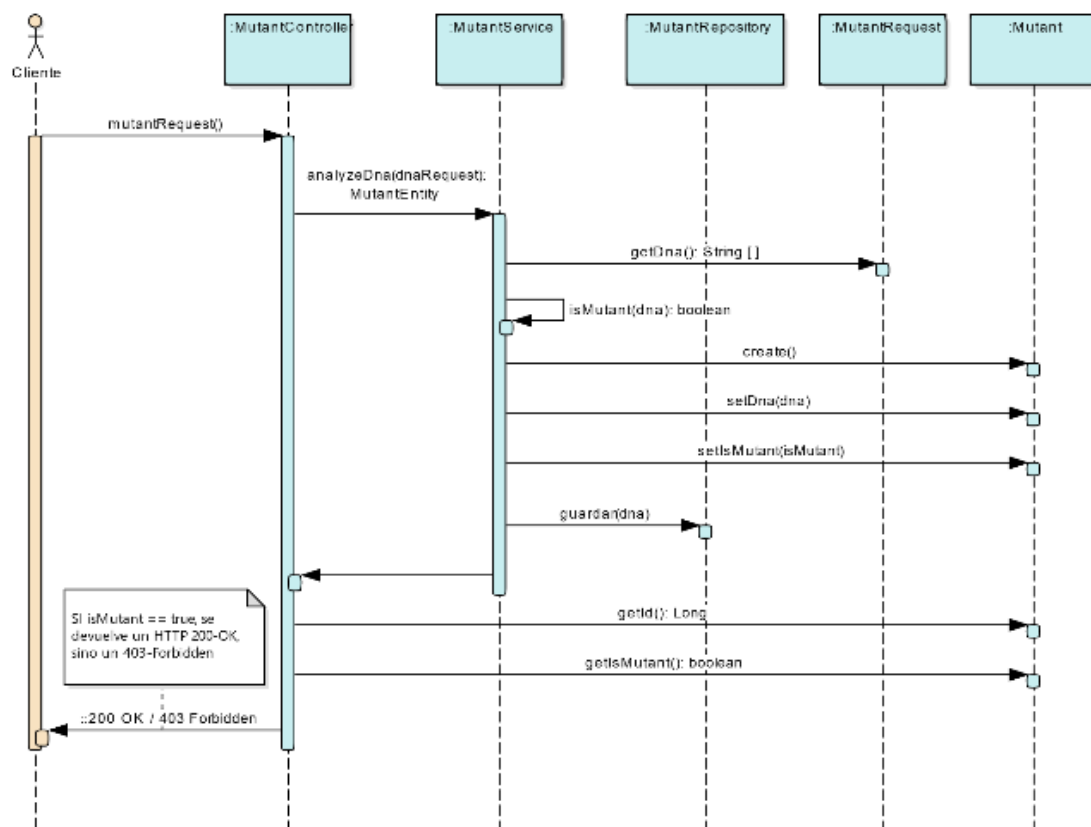 Cliente
:MutantController
:MutantService
:MutantRepository
:MutantRequest
:Mutant
mutantRequest()
analyzeDna(dnaRequest):
MutantEntity
getDna(): String [ ]
isMutant(dna): boolean
create()
setDna(dna)
setIsMutant(isMutant)
guardar(dna)
getId(): Long
getIsMutant(): boolean
SI isMutant == true, se
devuelve un HTTP 200-OK,
sino un 403-Forbidden
::200 OK / 403 Forbidden